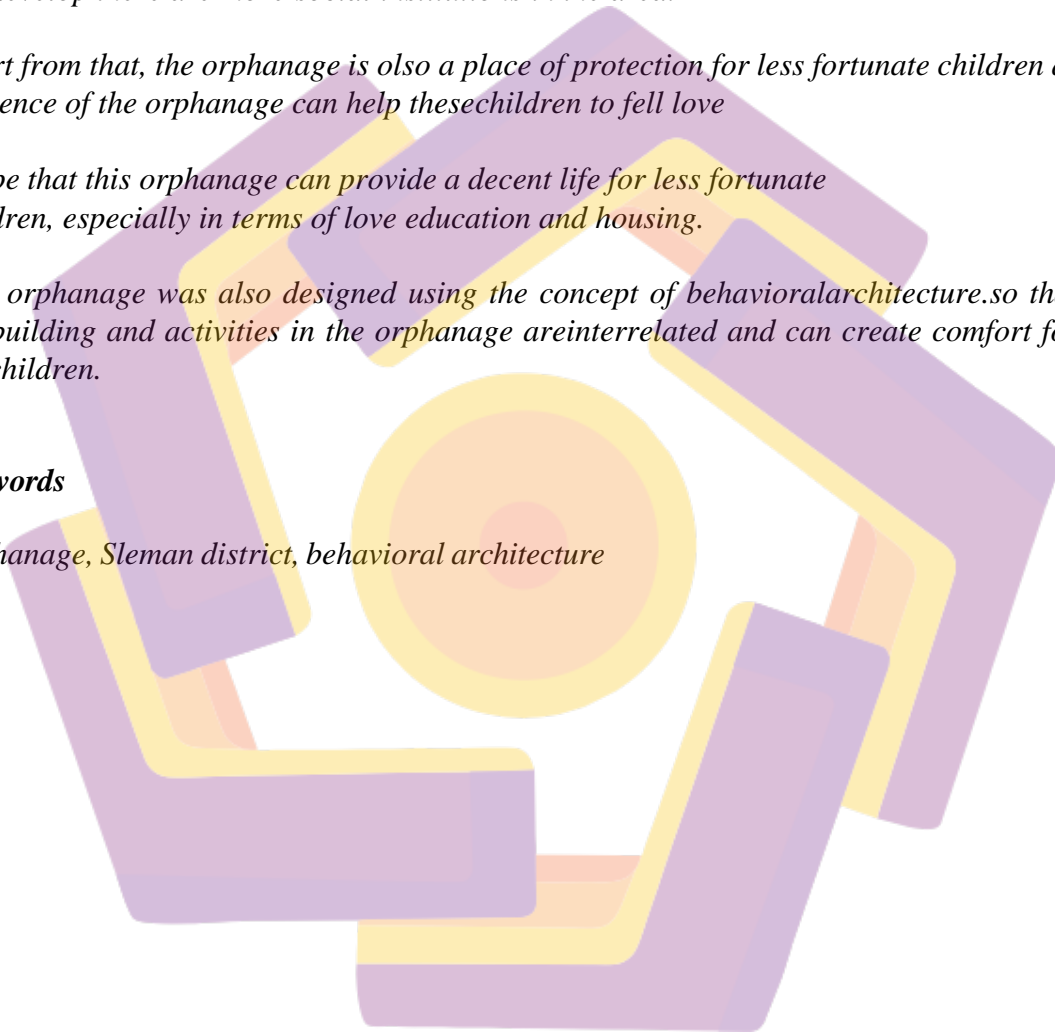 rt from that, the orphanage is olso a place of protection for less fortunate children
ence of the orphanage can help thesechildren to fell love
pe that this orphanage can provide a decent life for less fortunate
dren, especially in terms of love education and housing.
orphanage was also designed using the concept of behavioralarchitecture.so th
building and activities in the orphanage areinterrelated and can create comfort fo
children.
words
hanage, Sleman district, behavioral architecture